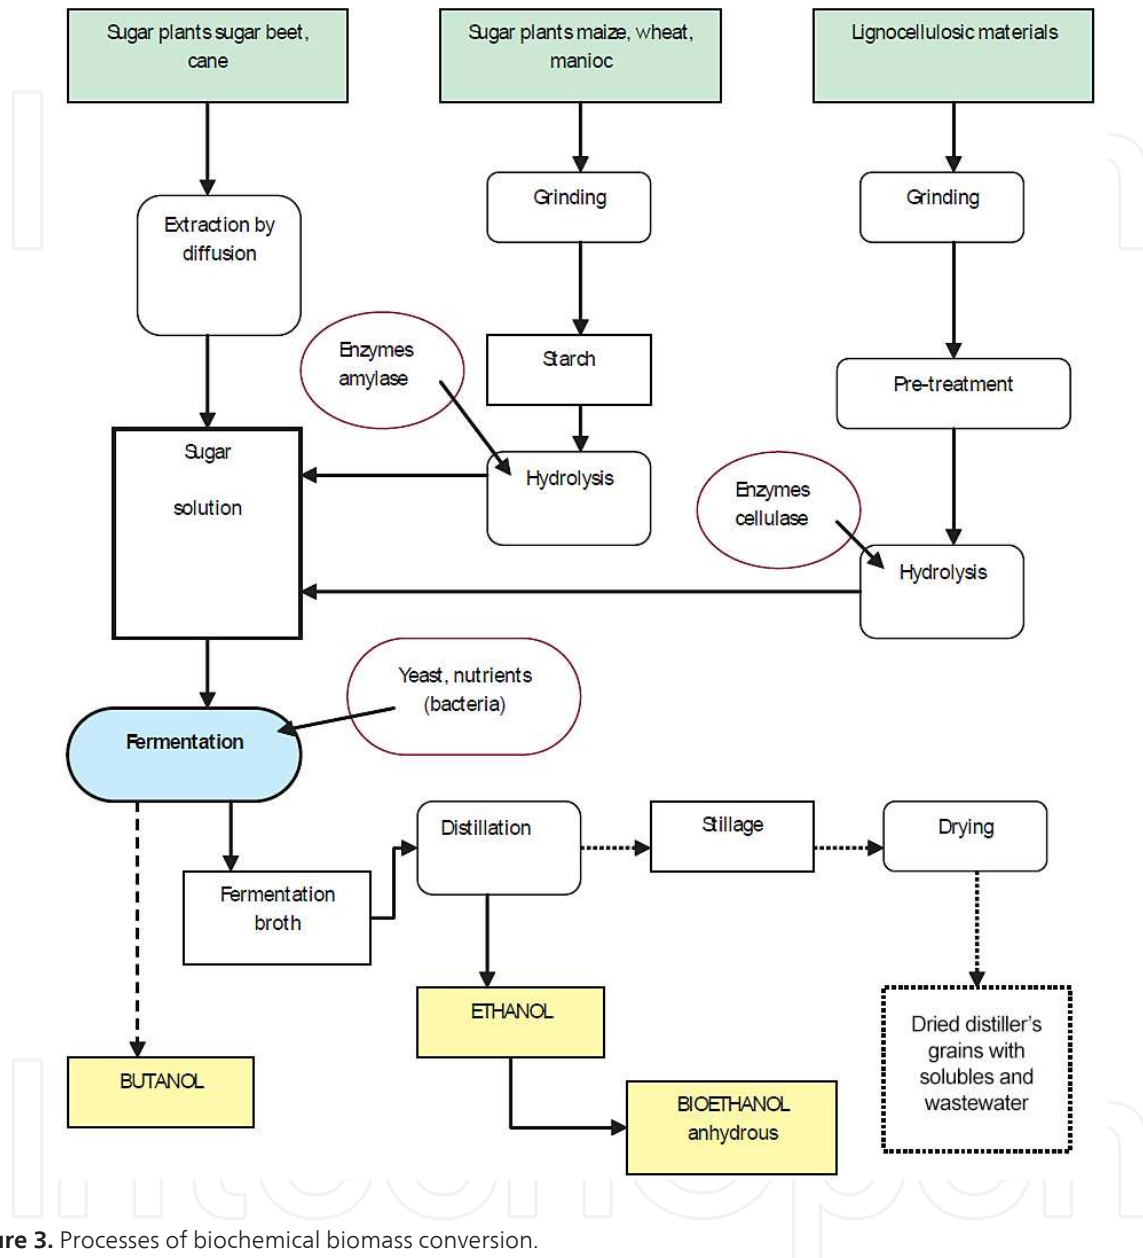 Sugar plants sugar beet,
cane
Sugar plants maize, wheat,
manioc
Lignocellulosic materials
Extraction by
diffusion
Grinding
Grinding
Enzymes
amylase
Starch
Pre-treatment
Sugar
solution
Hydrolysis
Enzymes
cellulase
Hydrolysis
Yeast, nutrients
(bacteria)
Fermentation
Distillation
Stillage
Drying
Fermentation
broth
ETHANOL
Dried distiller's
grains with
solubles and
wastewater
BUTANOL
BIOETHANOL
anhydrous
ure 3. Processes of biochemical biomass conversion.